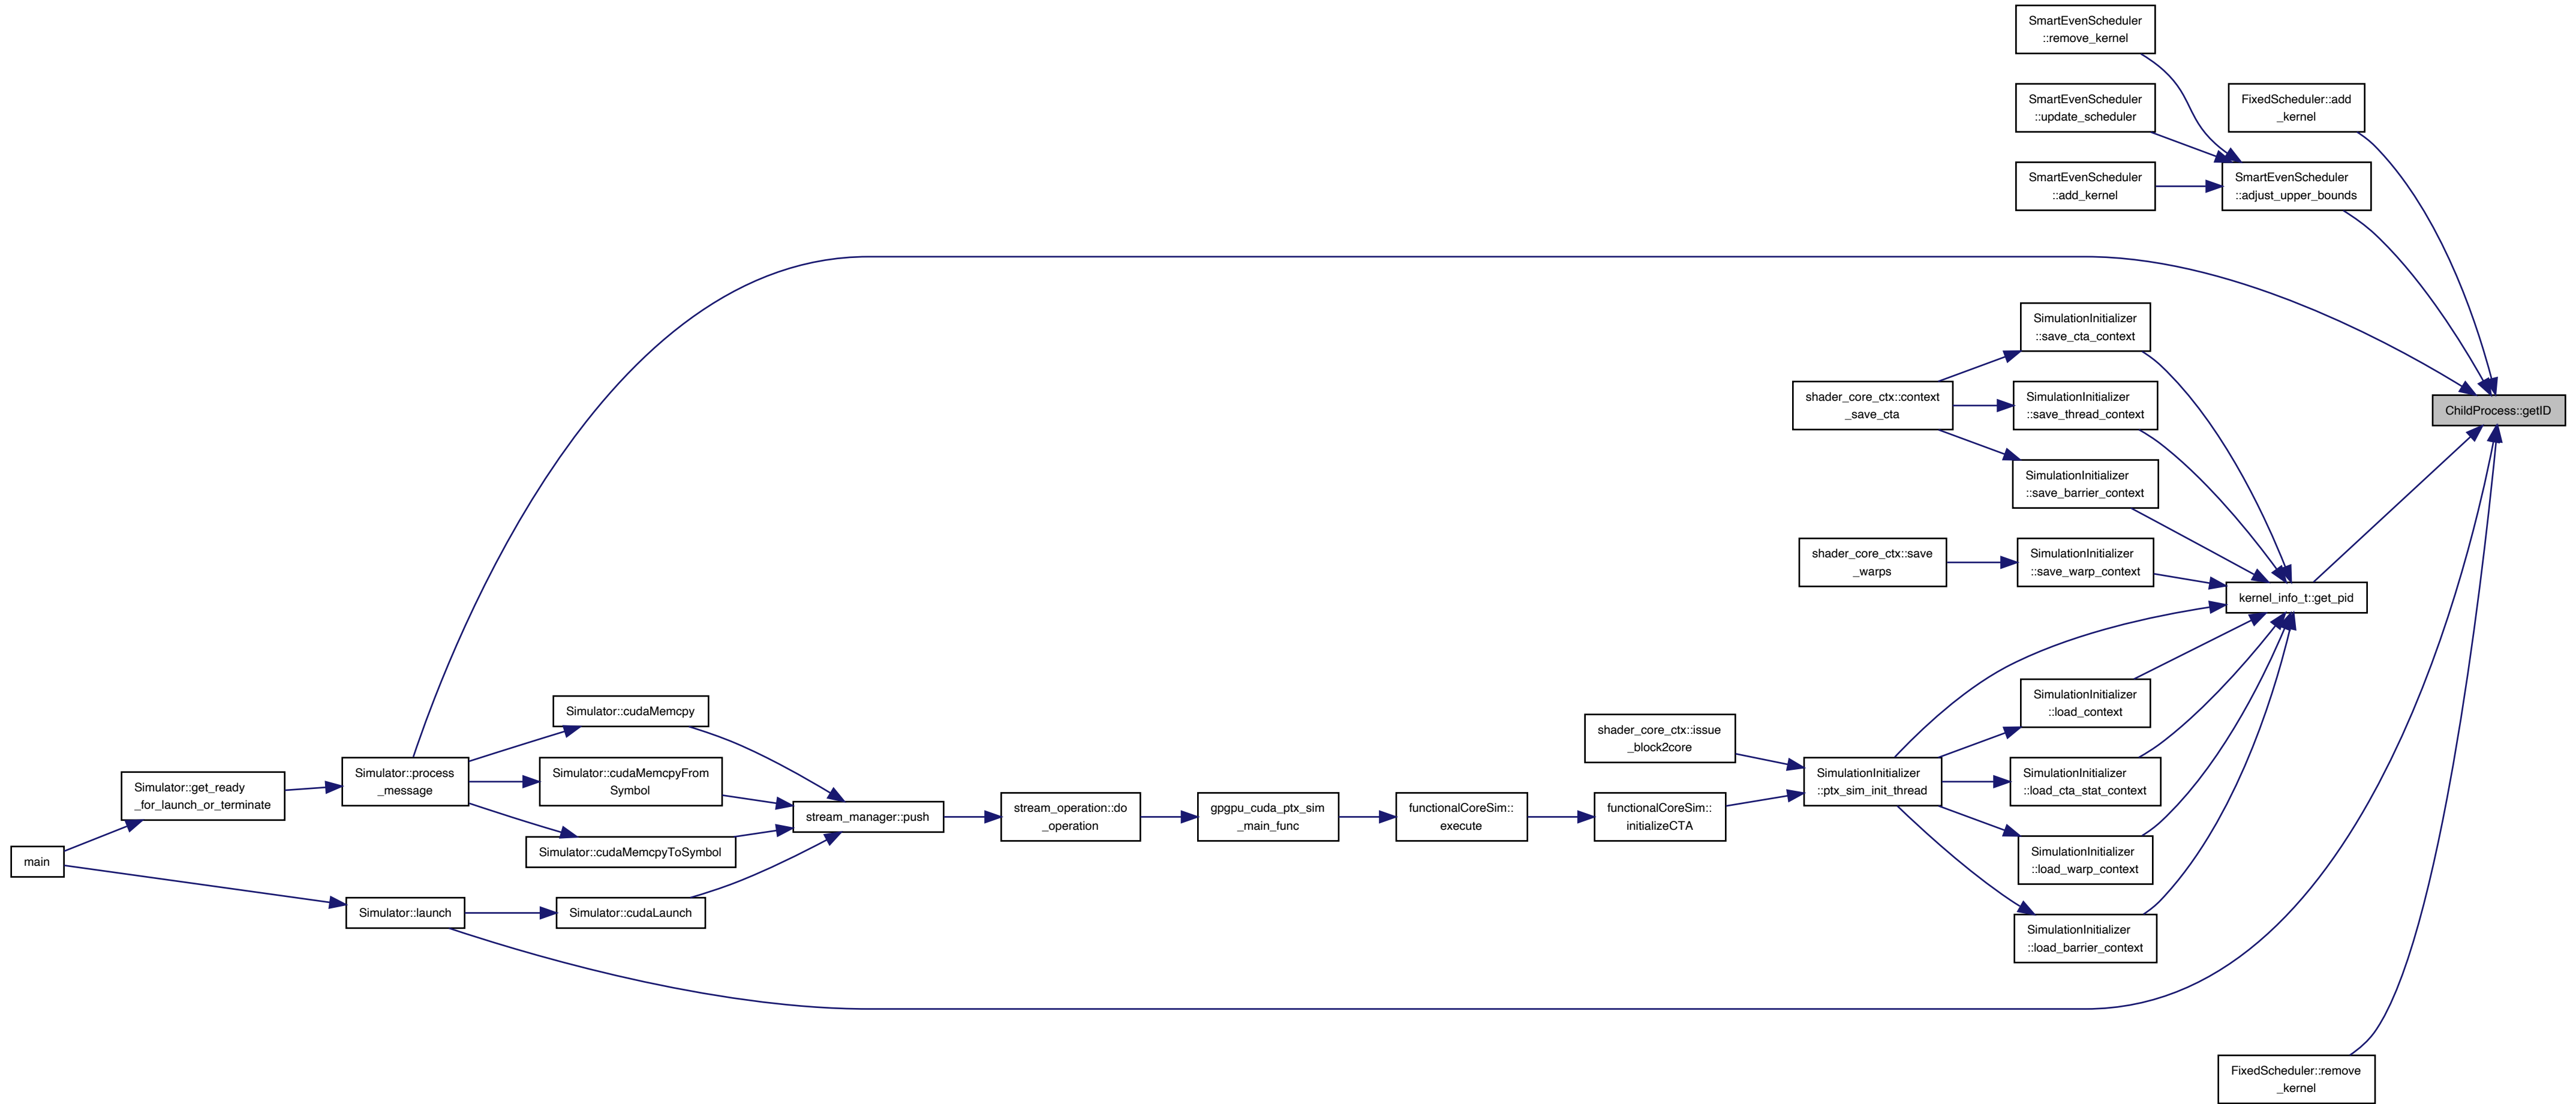 SmartEvenScheduler
::remove_kernel
SmartEvenScheduler
::update_scheduler
FixedScheduler::add
_kernel
SmartEvenScheduler
::add_kernel
SmartEvenScheduler
::adjust_upper_bounds
SimulationInitializer
::save_cta_context
shader_core_ctx::context
_save_cta
SimulationInitializer
::save_thread_context
ChildProcess::getID
SimulationInitializer
::save_barrier_context
shader_core_ctx::save
_warps
SimulationInitializer
::save_warp_context
kernel_info_t::get_pid
Simulator::cudaMemcpy
shader_core_ctx::issue
_block2core
SimulationInitializer
::load_context
Simulator::get_ready
_for_launch_or_terminate
Simulator::process
_message
Simulator::cudaMemcpyFrom
Symbol
stream_manager::push
stream_operation::do
_operation
gpgpu_cuda_ptx_sim
_main_func
functionalCoreSim::
execute
functionalCoreSim::
initializeCTA
SimulationInitializer
::ptx_sim_init_thread
SimulationInitializer
::load_cta_stat_context
main
Simulator::cudaMemcpyToSymbol
SimulationInitializer
::load_warp_context
Simulator::launch
Simulator::cudaLaunch
SimulationInitializer
::load_barrier_context
FixedScheduler::remove
_kernel